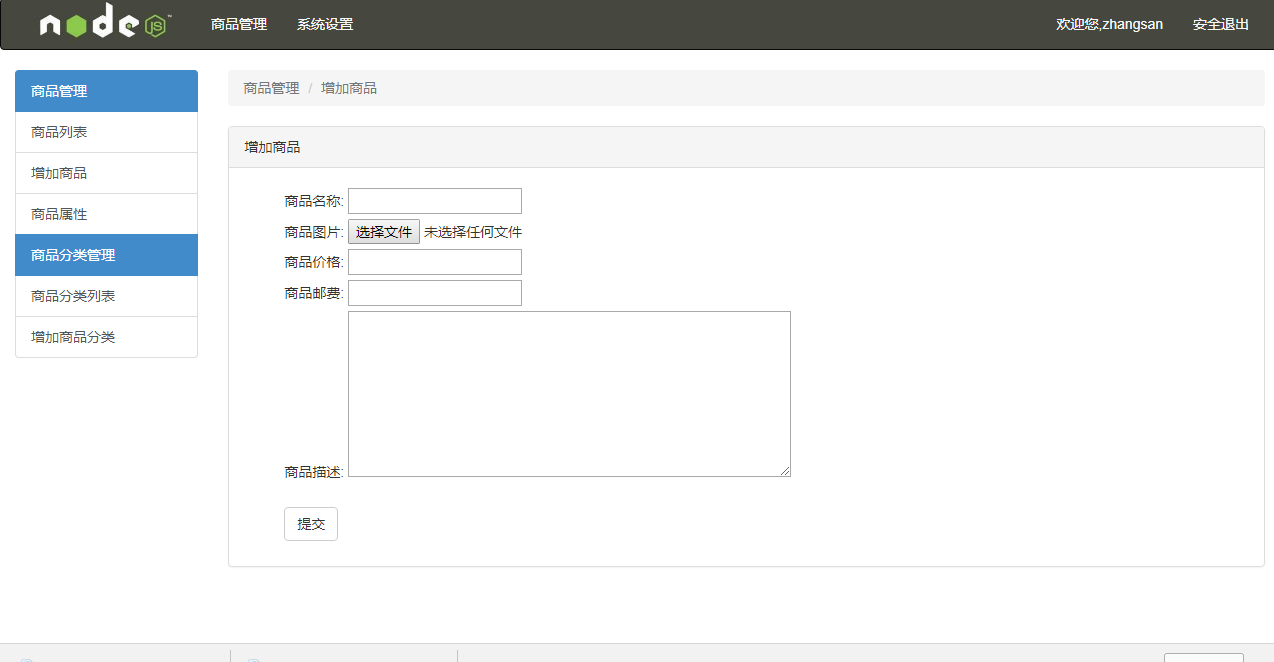 node JS™ 商品管理 系统设置 欢迎您,zhangsan 安全退出
商品管理
商品列表
增加商品
商品属性
商品分类管理
商品分类列表
增加商品分类
商品管理 / 增加商品
增加商品
商品名称:
商品图片: 选择文件 未选择任何文件
商品价格:
商品邮费:
商品描述:
提交